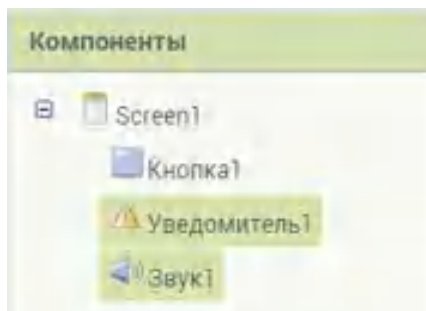 Компоненты
Screen1
Кнопка1
Уведомитель1
Звук1